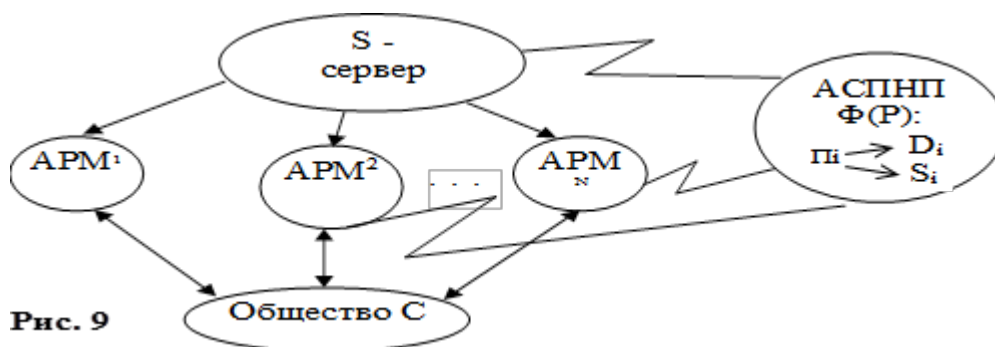 S -
сервер
АСПНП
Ф(Р):
Пi
Di
Si
АРМ¹
АРМ²
. . .
АРМ
N
Общество С
Рис. 9